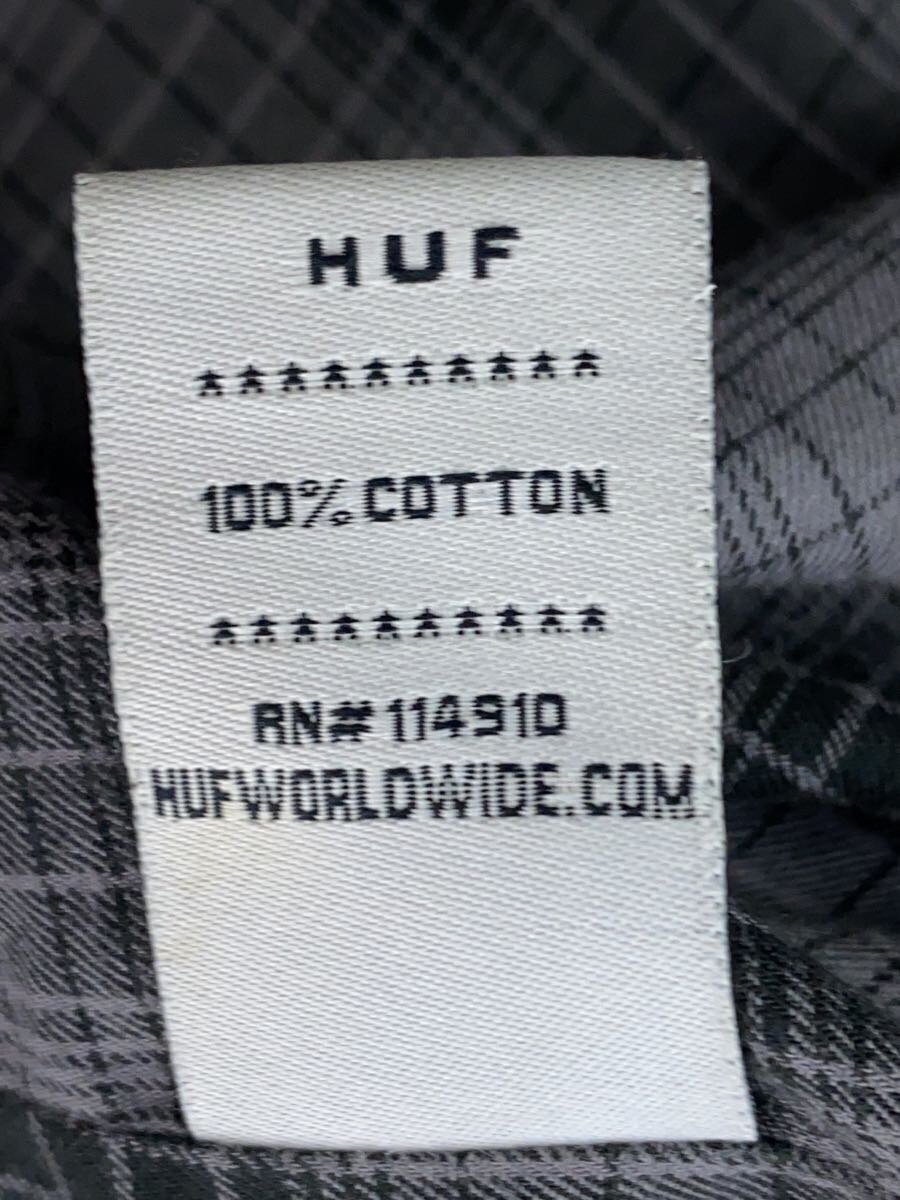 HUF
**********
100% COTTON
**********
RN# 114910
HUFWORLDWIDE.COM